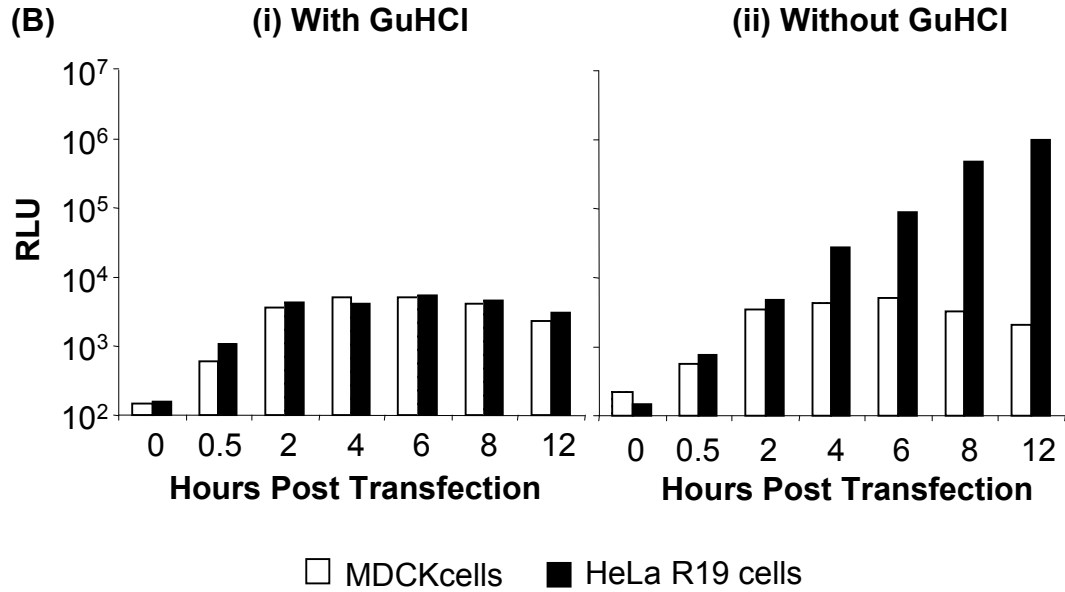 (B) (i) With GuHCl (ii) Without GuHCl
10⁷
10⁶
10⁵
10⁴
10³
10²
RLU
0 0.5 2 4 6 8 12
0 0.5 2 4 6 8 12
Hours Post Transfection
Hours Post Transfection
MDCKcells HeLa R19 cells